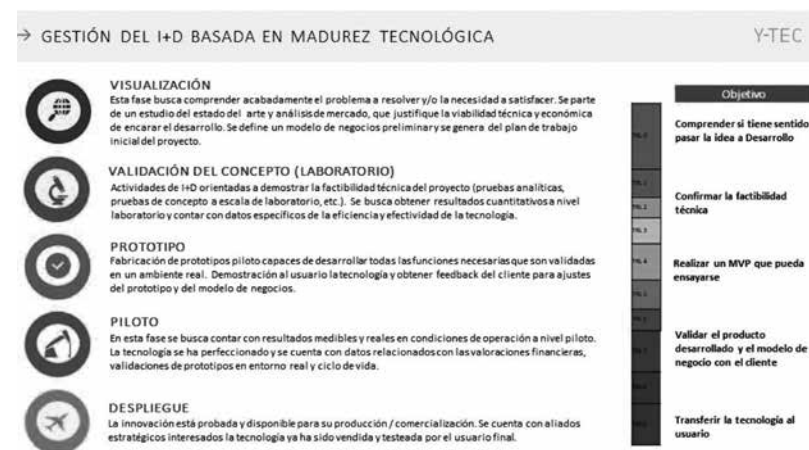 → GESTIÓN DEL I+D BASADA EN MADUREZ TECNOLÓGICA
Y-TEC
VISUALIZACIÓN
Esta fase busca comprender acabadamente el problema a resolver y/o la necesidad a satisfacer. Se parte
de un estudio del estado del arte y análisis de mercado, que justifique la viabilidad técnica y económica
de encarar el desarrollo. Se define un modelo de negocios preliminar y se genera del plan de trabajo
inicial del proyecto.
VALIDACIÓN DEL CONCEPTO (LABORATORIO)
Actividades de I+D orientadas a demostrar la factibilidad técnica del proyecto (pruebas analíticas,
pruebas de concepto a escala de laboratorio, etc.). Se busca obtener resultados cuantitativos a nivel
laboratorio y contar con datos específicos de la eficiencia y efectividad de la tecnología.
PROTOTIPO
Fabricación de prototipos piloto capaces de desarrollar todas las funciones necesarias que son validadas
en un ambiente real. Demostración al usuario la tecnología y obtener feedback del cliente para ajustes
del prototipo y del modelo de negocios.
PILOTO
En esta fase se busca contar con resultados medibles y reales en condiciones de operación a nivel piloto.
La tecnología se ha perfeccionado y se cuenta con datos relacionados con las valoraciones financieras,
validaciones de prototipos en entorno real y ciclo de vida.
DESPLIEGUE
La innovación está probada y disponible para su producción / comercialización. Se cuenta con aliados
estratégicos interesados la tecnología ya ha sido vendida y testeada por el usuario final.
Objetivo
Comprender si tiene sentido
pasar la idea a Desarrollo
Confirmar la factibilidad
técnica
Realizar un MVP que pueda
ensayarse
Validar el producto
desarrollado y el modelo de
negocio con el cliente
Transferir la tecnología al
usuario